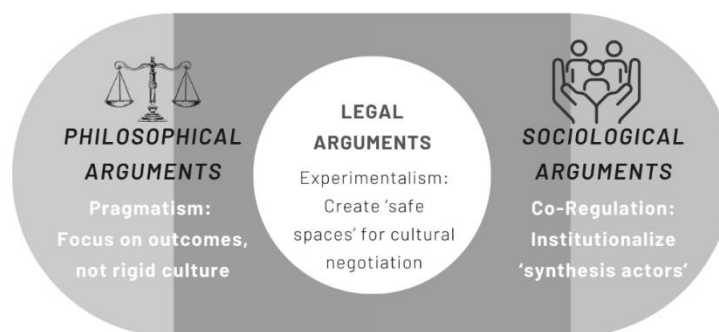 PHILOSOPHICAL
ARGUMENTS
Pragmatism:
Focus on outcomes,
not rigid culture
LEGAL
ARGUMENTS
Experimentalism:
Create ‘safe
spaces’ for cultural
negotiation
SOCIOLOGICAL
ARGUMENTS
Co-Regulation:
Institutionalize
‘synthesis actors’